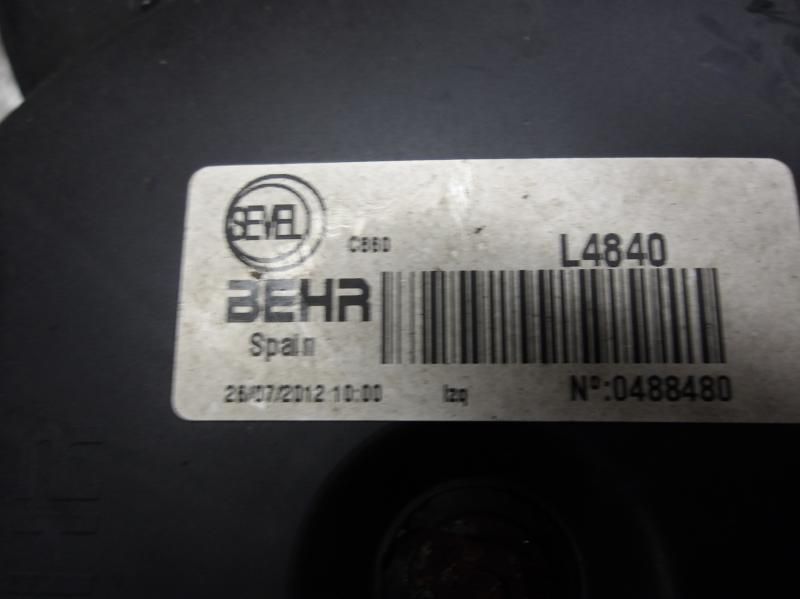 SEVEL
C860
L4840
BEHR
Spain
26/07/2012 10:00
Izq
Nº:0488480